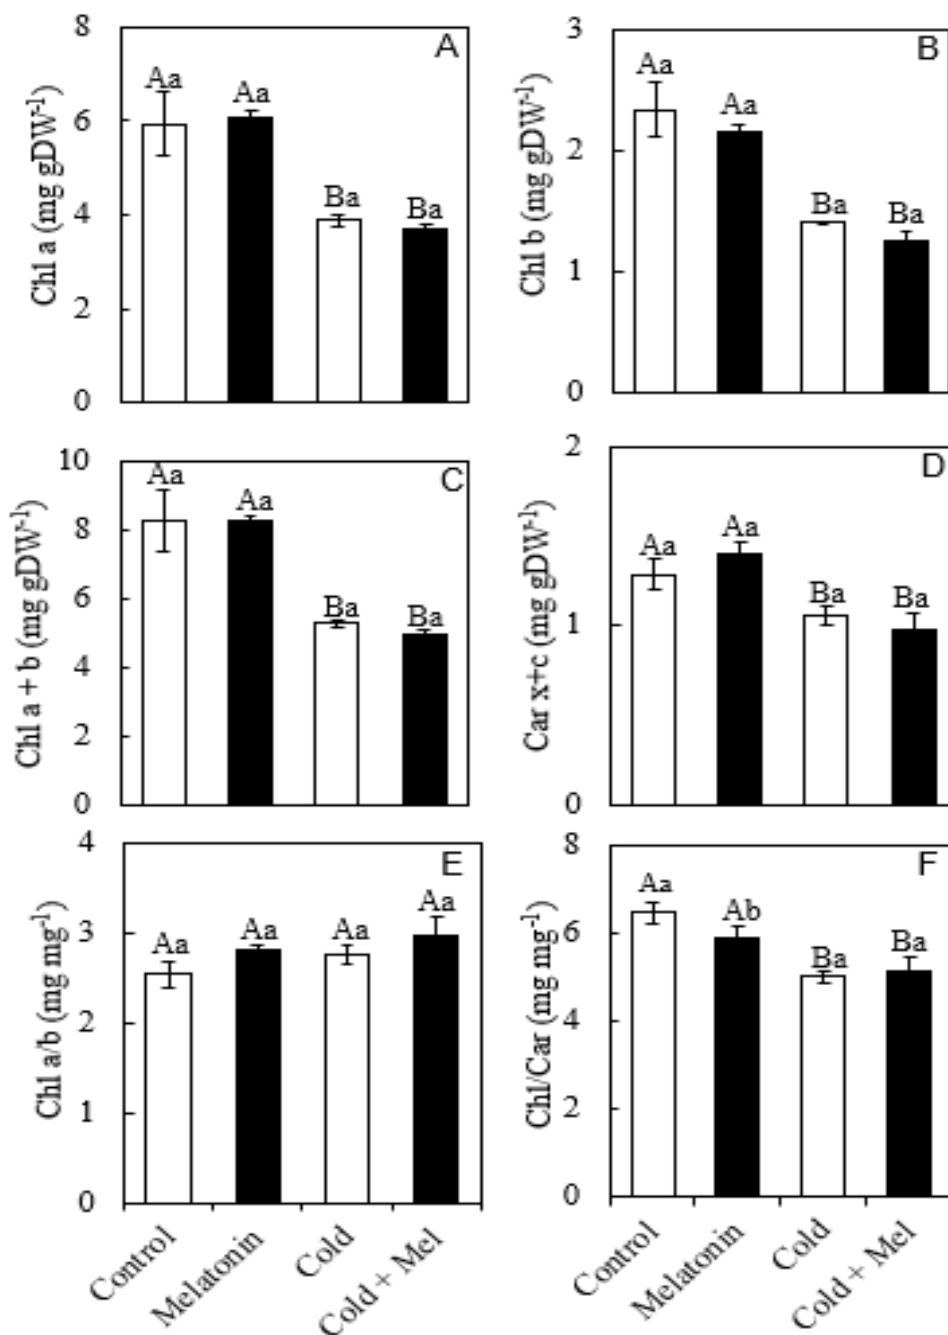 A
Chl a (mg gDW-1)
8
6
4
2
0
Aa
Aa
Ba
Ba
B
Chl b (mg gDW-1)
3
2
1
0
Aa
Aa
Ba
Ba
C
Chl a + b (mg gDW-1)
10
8
6
4
2
0
Aa
Aa
Ba
Ba
D
Car x+c (mg gDW-1)
2
1
0
Aa
Aa
Ba
Ba
E
Chl a/b (mg mg-1)
4
3
2
1
0
Aa
Aa
Aa
Aa
Control
Melatonin
Cold
Cold + Mel
F
Chl/Car (mg mg-1)
8
6
4
2
0
Aa
Ab
Ba
Ba
Control
Melatonin
Cold
Cold + Mel